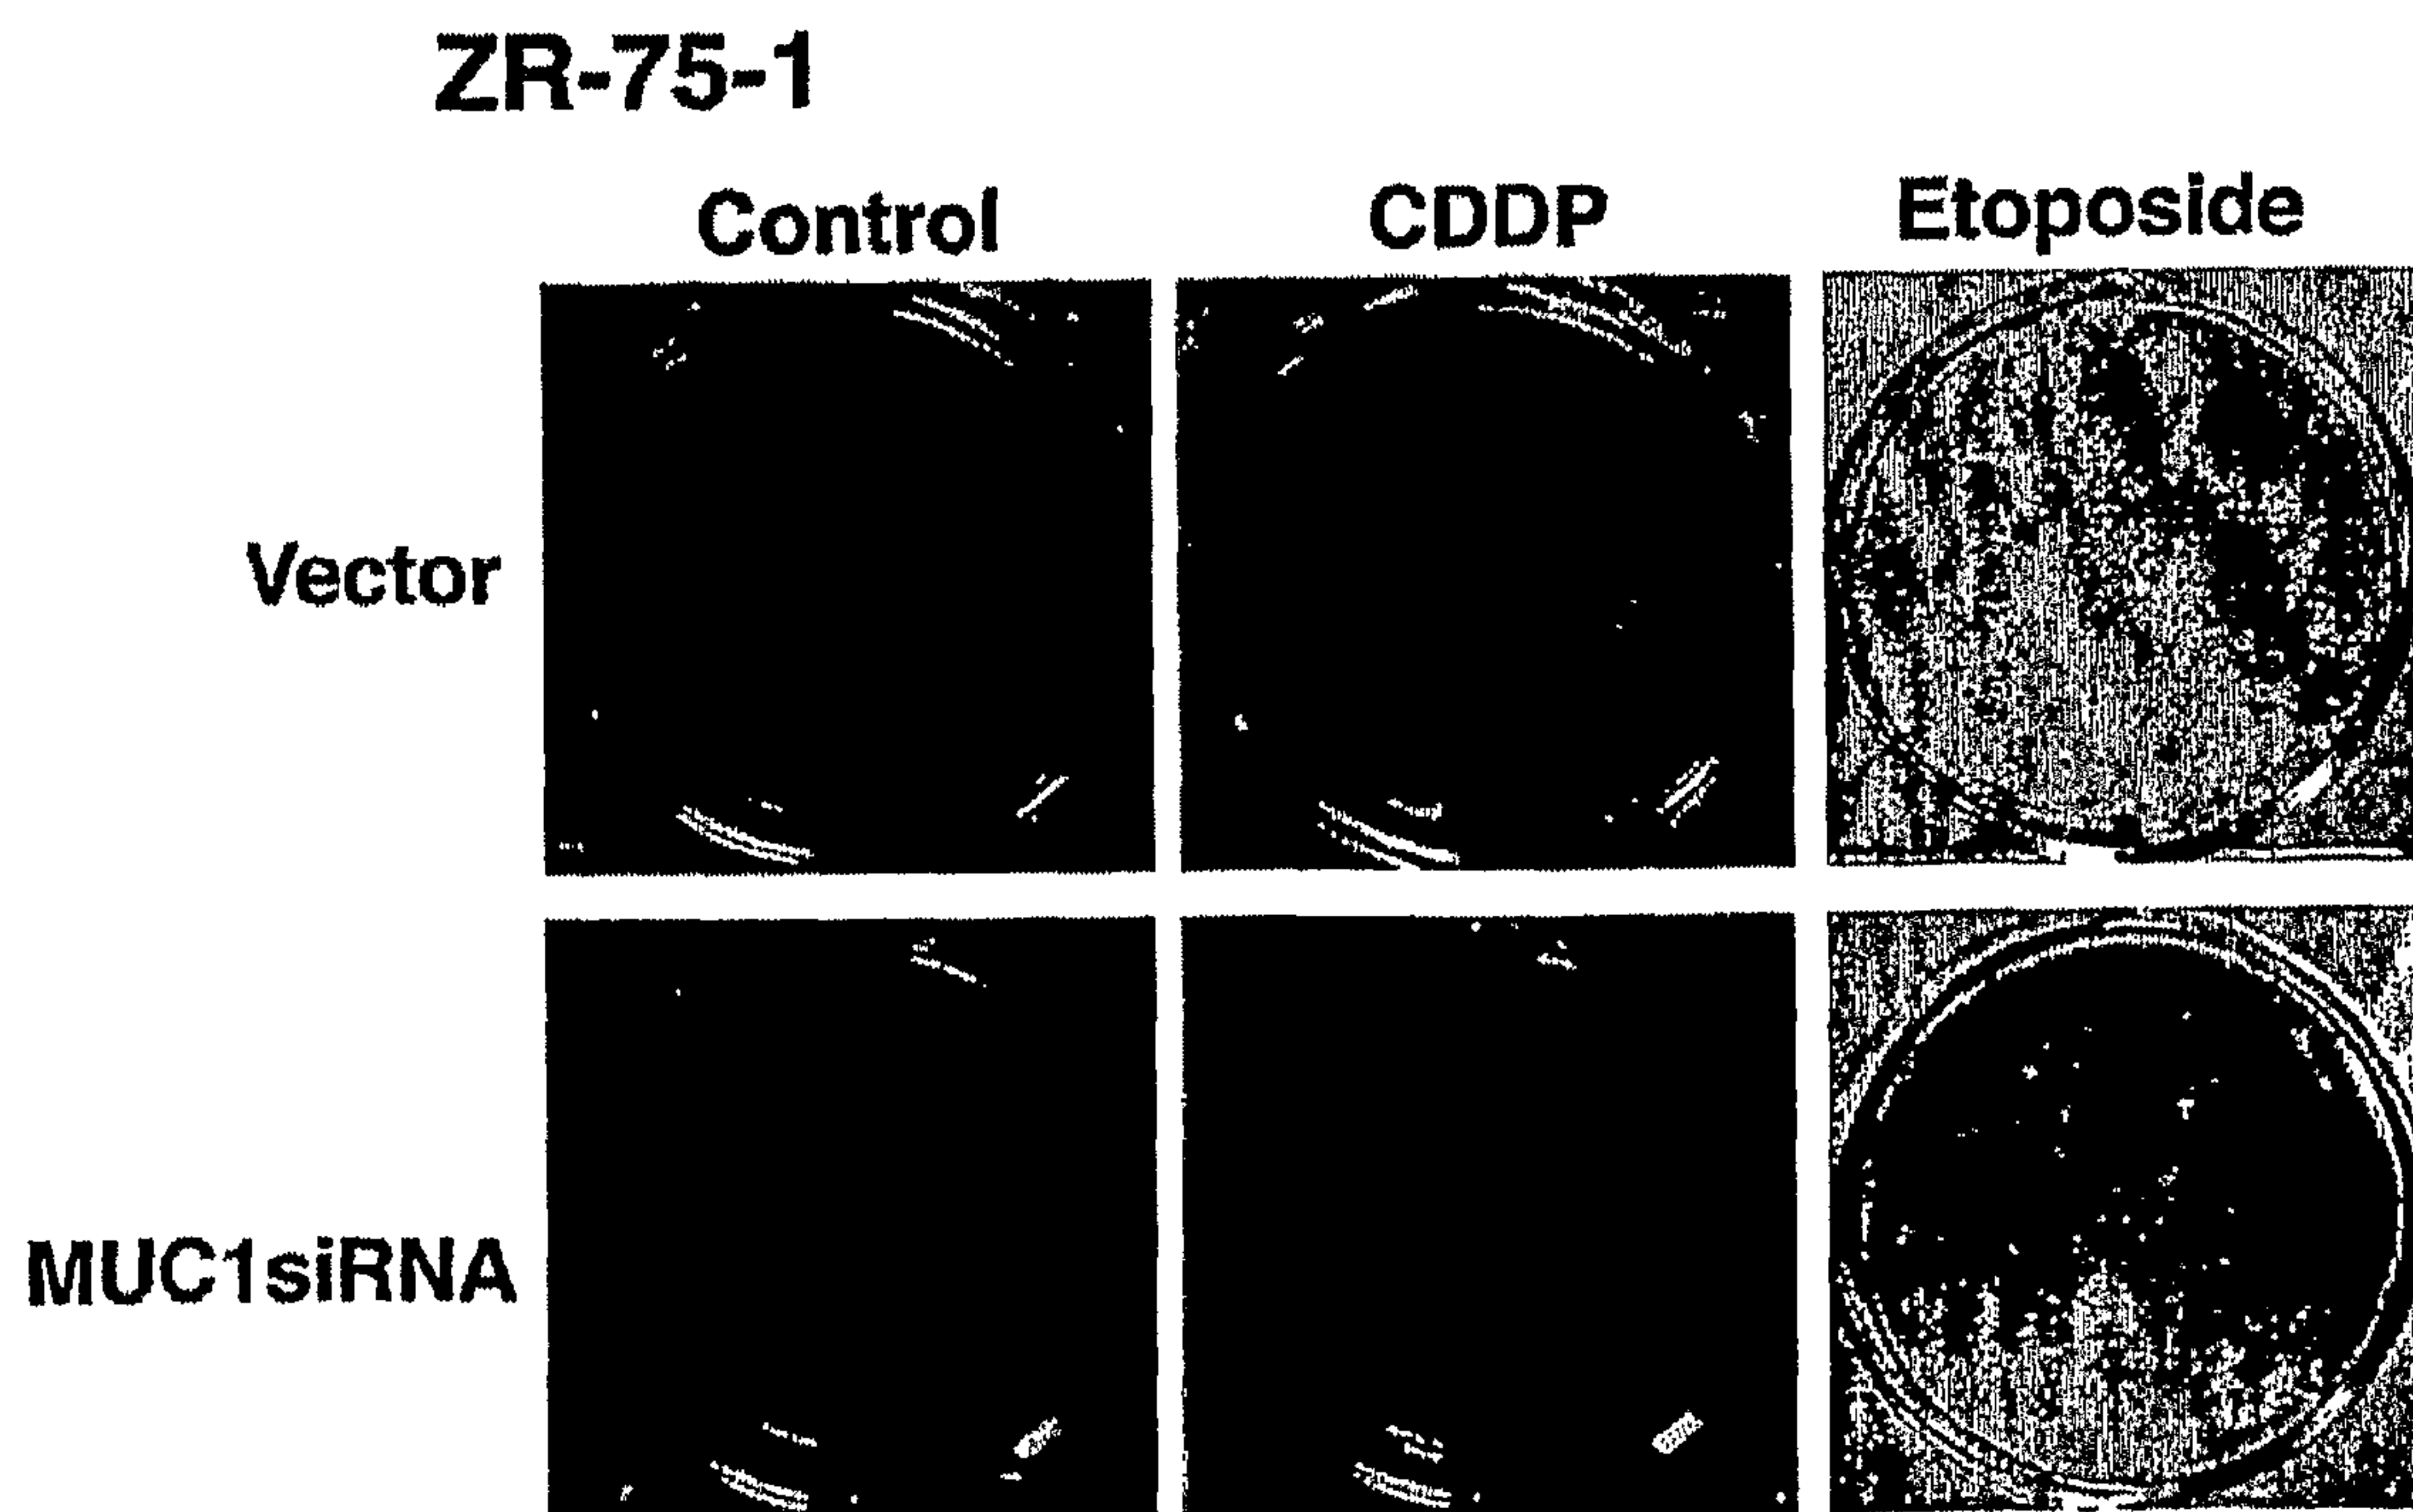 ZR-75-1
Control CDDP Etoposide
Vector
MUC1siRNA